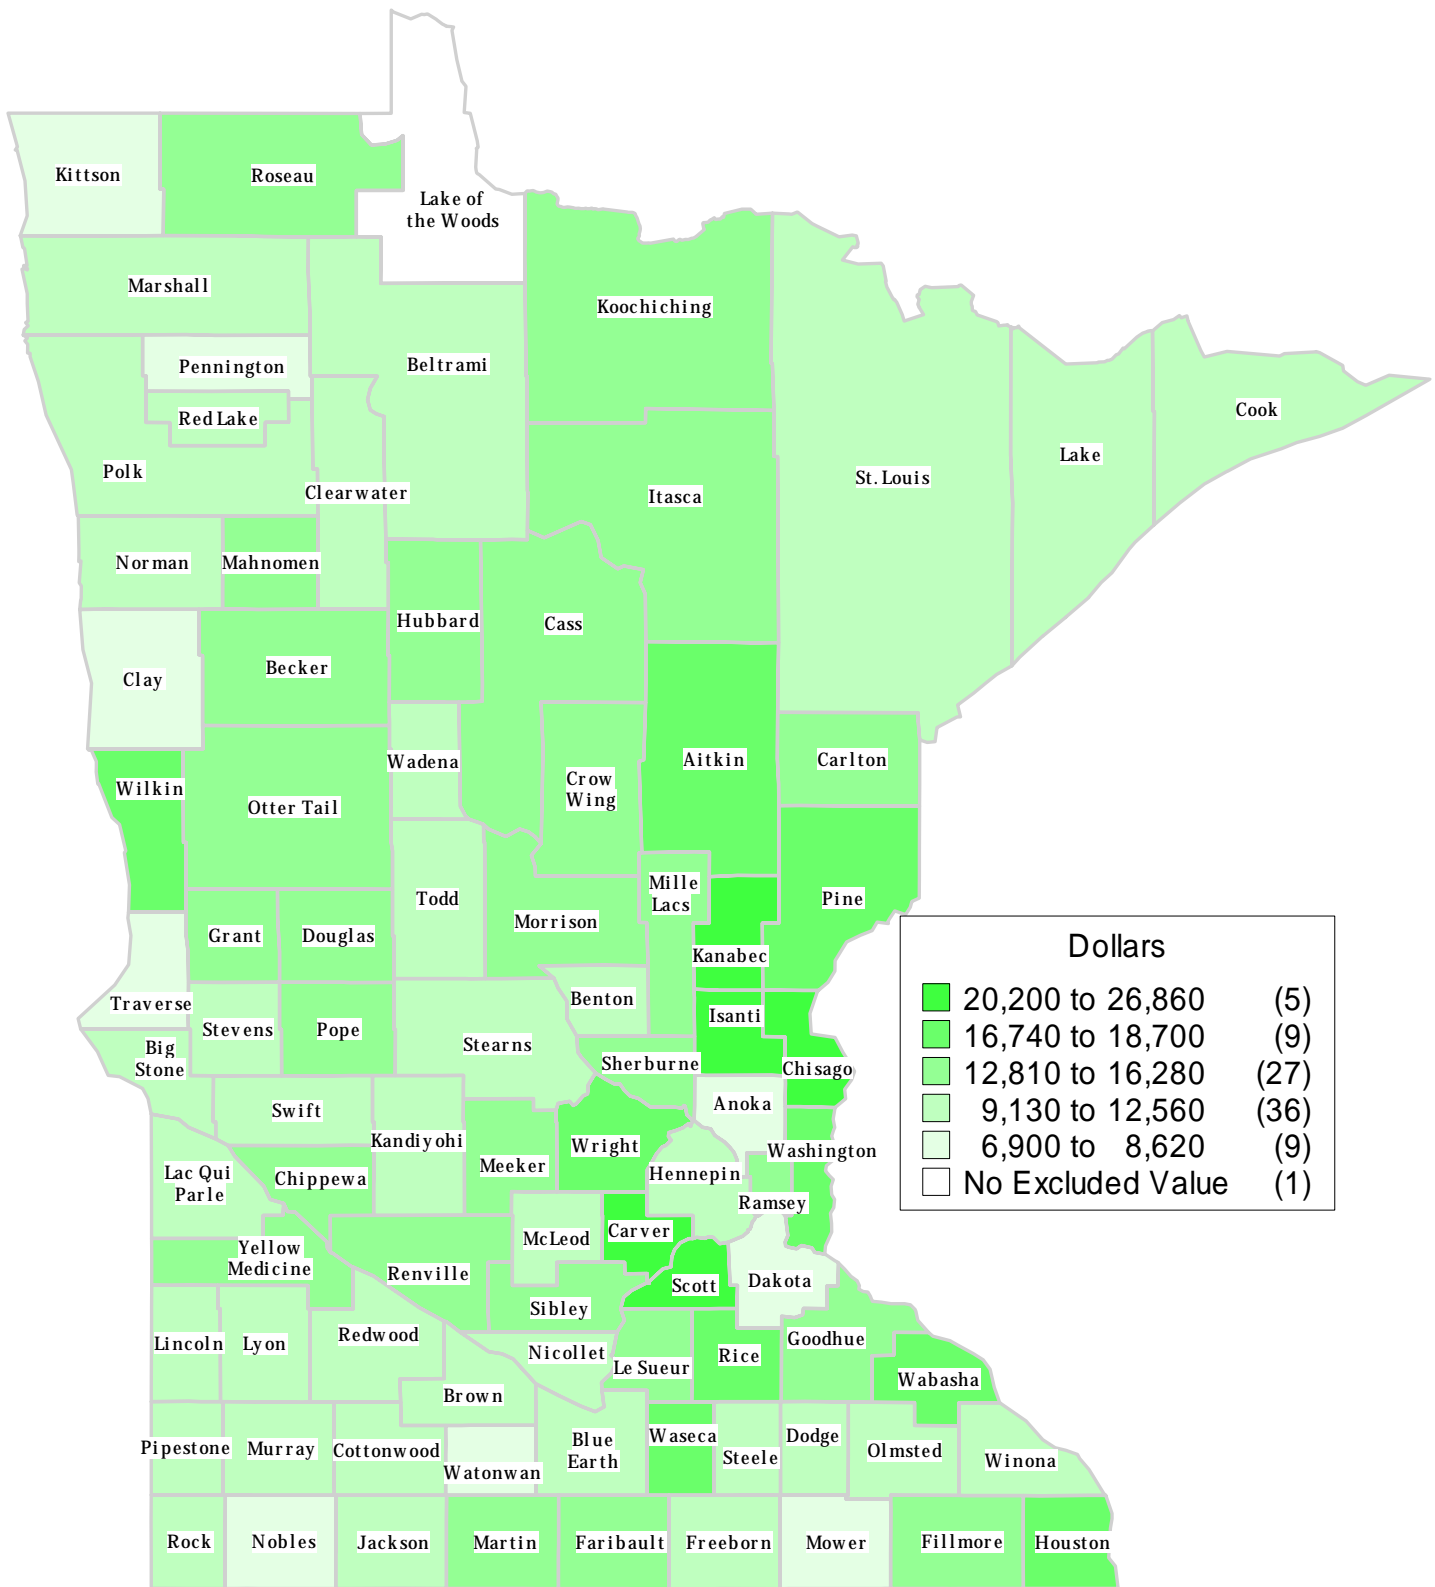 Kittson
Roseau
Lake of
the Woods
Marshall
Koochiching
Pennington
Beltrami
Red Lake
Cook
Polk
Lake
St. Louis
Clearwater
Itasca
Norman
Mahnomen
Hubbard
Cass
Becker
Clay
Wadena
Aitkin
Carlton
Wilkin
Crow
Wing
Otter Tail
Mille
Lacs
Todd
Pine
Morrison
Grant
Douglas
Kanabec
Benton
Traverse
Isanti
Stevens
Pope
Stearns
Big
Stone
Sherburne
Chisago
Swift
Anoka
Kandiyohi
Wright
Washington
Lac Qui
Parle
Chippewa
Meeker
Hennepin
Ramsey
McLeod
Carver
Yellow
Medicine
Renville
Scott
Dakota
Sibley
Lincoln
Lyon
Redwood
Nicollet
Le Sueur
Rice
Goodhue
Wabasha
Brown
Pipestone
Murray
Cottonwood
Watonwan
Blue
Earth
Waseca
Steele
Dodge
Olmsted
Winona
Rock
Nobles
Jackson
Martin
Faribault
Freeborn
Mower
Fillmore
Houston
Dollars
20,200 to 26,860 (5)
16,740 to 18,700 (9)
12,810 to 16,280 (27)
9,130 to 12,560 (36)
6,900 to 8,620 (9)
No Excluded Value (1)